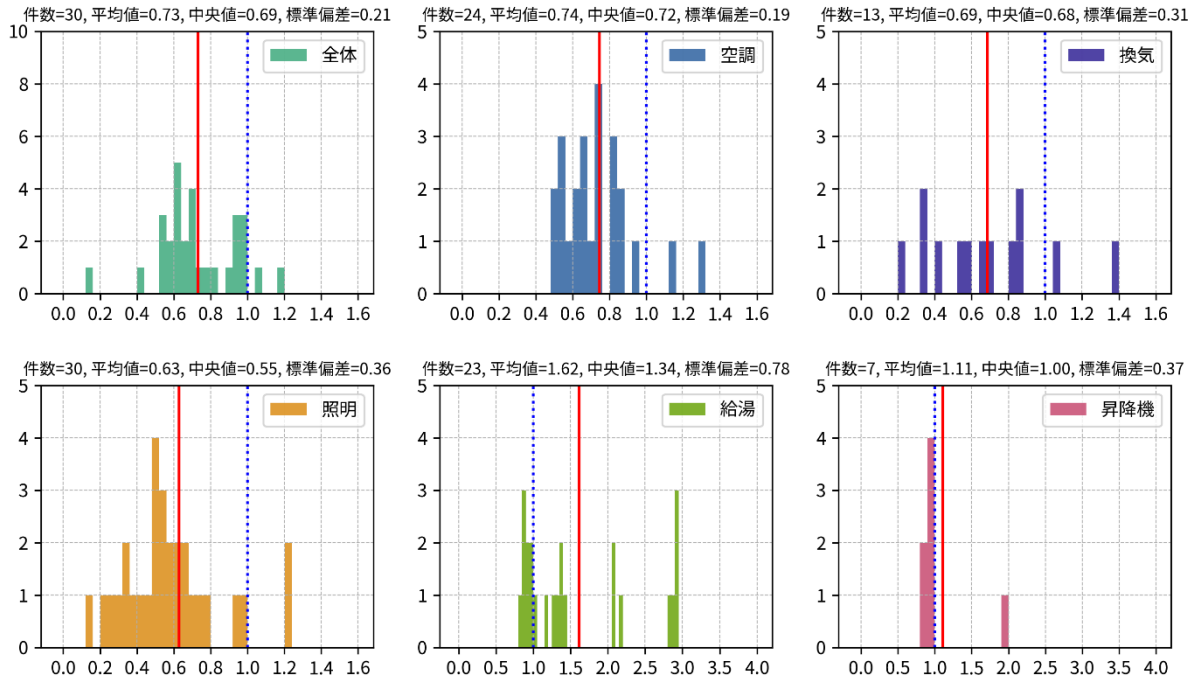 件数=30, 平均値=0.73, 中央値=0.69, 標準偏差=0.21
10
8
6
4
2
0
0.0 0.2 0.4 0.6 0.8 1.0 1.2 1.4 1.6
全体
件数=24, 平均値=0.74, 中央値=0.72, 標準偏差=0.19
5
4
3
2
1
0
0.0 0.2 0.4 0.6 0.8 1.0 1.2 1.4 1.6
空調
件数=13, 平均値=0.69, 中央値=0.68, 標準偏差=0.31
5
4
3
2
1
0
0.0 0.2 0.4 0.6 0.8 1.0 1.2 1.4 1.6
換気
件数=30, 平均値=0.63, 中央値=0.55, 標準偏差=0.36
5
4
3
2
1
0
0.0 0.2 0.4 0.6 0.8 1.0 1.2 1.4 1.6
照明
件数=23, 平均値=1.62, 中央値=1.34, 標準偏差=0.78
5
4
3
2
1
0
0.0 0.5 1.0 1.5 2.0 2.5 3.0 3.5 4.0
給湯
件数=7, 平均値=1.11, 中央値=1.00, 標準偏差=0.37
5
4
3
2
1
0
0.0 0.5 1.0 1.5 2.0 2.5 3.0 3.5 4.0
昇降機